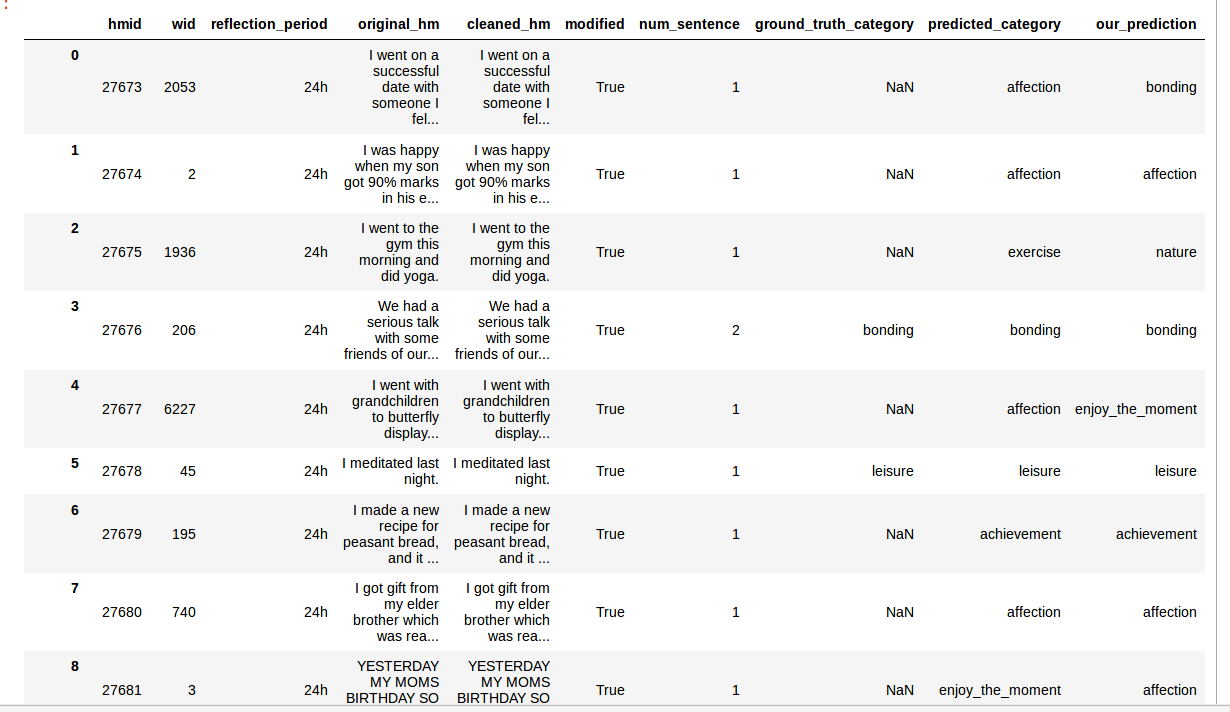 hmid wid reflection_period original_hm cleaned_hm modified num_sentence ground_truth_category predicted_category our_prediction
0
I went on a I went on a
successful successful
27673 2053 24h date with date with True 1 NaN affection bonding
someone I someone I
fel... fel...
1
I was happy I was happy
when my son when my son
27674 2 24h got 90% marks got 90% marks True 1 NaN affection affection
in his e... in his e...
2
I went to the I went to the
gym this gym this
27675 1936 24h morning and morning and True 1 NaN exercise nature
did yoga. did yoga.
3
We had a We had a
serious talk serious talk
27676 206 24h with some with some True 2 bonding bonding bonding
friends of our... friends of our...
4
I went with I went with
grandchildren grandchildren
27677 6227 24h to butterfly to butterfly True 1 NaN affection enjoy_the_moment
display... display...
5
I meditated last I meditated last
27678 45 24h night. night. True 1 leisure leisure leisure
6
I made a new I made a new
recipe for recipe for
27679 195 24h peasant bread, peasant bread, True 1 NaN achievement achievement
and it ... and it ...
7
I got gift from I got gift from
my elder my elder
27680 740 24h brother which brother which True 1 NaN affection affection
was rea... was rea...
8
YESTERDAY YESTERDAY
MY MOMS MY MOMS
27681 3 24h BIRTHDAY SO BIRTHDAY SO True 1 NaN enjoy_the_moment affection